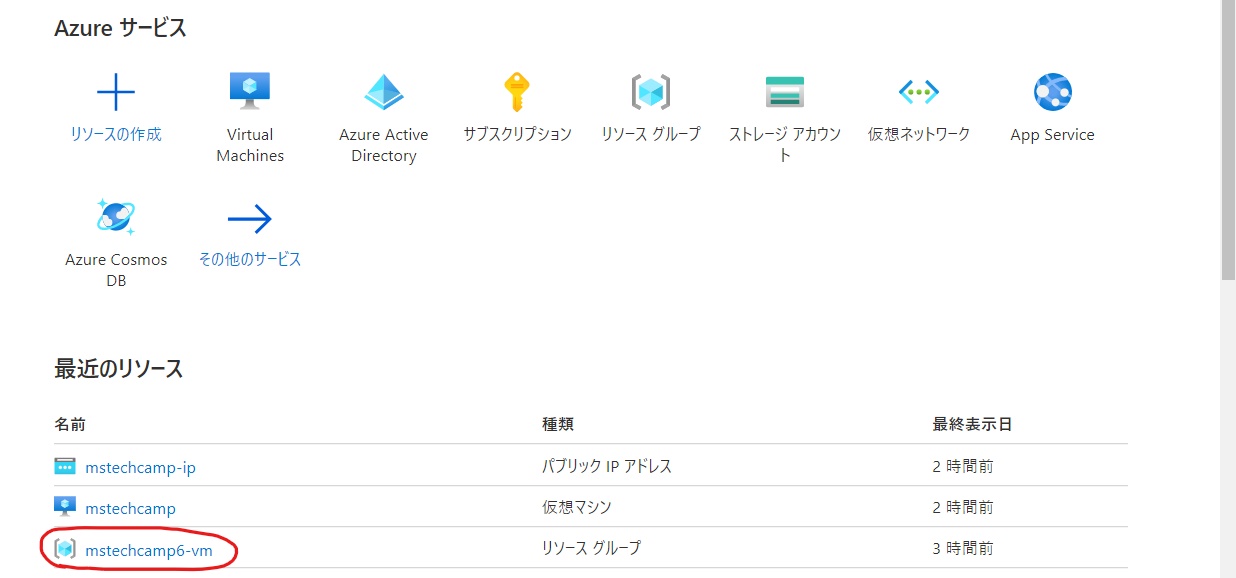 Azure サービス
リソースの作成
Virtual
Machines
Azure Active
Directory
サブスクリプション
リソース グループ
ストレージ アカウン
ト
仮想ネットワーク
App Service
Azure Cosmos
DB
その他のサービス
最近のリソース
名前 種類 最終表示日
mstechcamp-ip パブリック IP アドレス 2 時間前
mstechcamp 仮想マシン 2 時間前
mstechcamp6-vm リソース グループ 3 時間前